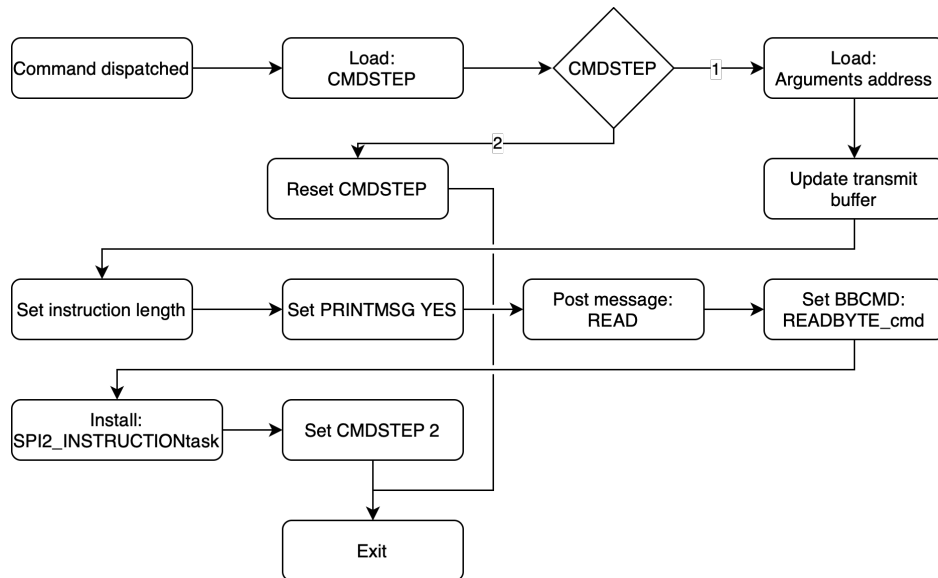 Command dispatched
Load:
CMDSTEP
CMDSTEP
1
Load:
Arguments address
2
Reset CMDSTEP
Update transmit
buffer
Set instruction length
Set PRINTMSG YES
Post message:
READ
Set BBCMD:
READBYTE_cmd
Install:
SPI2_INSTRUCTIONtask
Set CMDSTEP 2
Exit